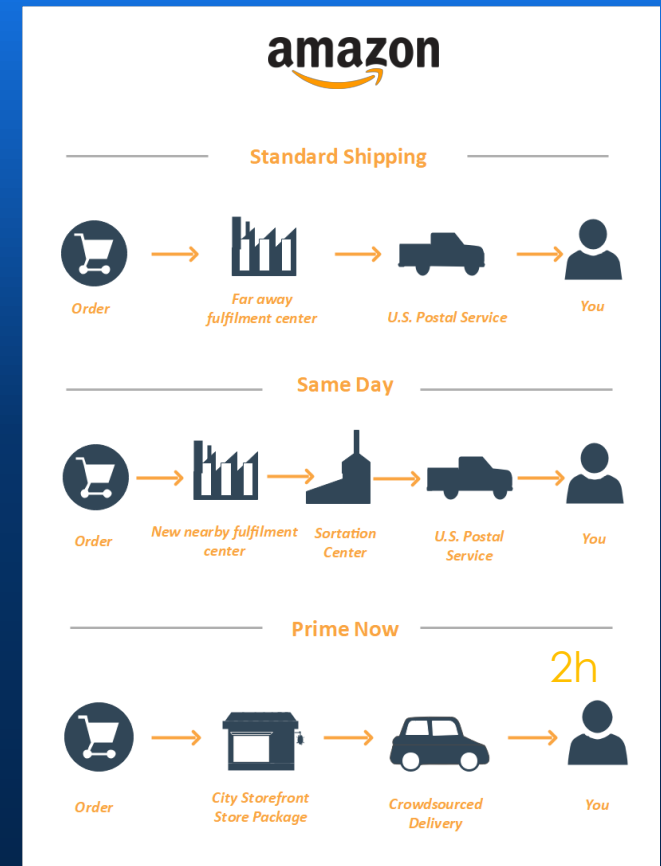 amazon
Standard Shipping
Order
Far away
fulfilment center
U.S. Postal Service
You
Same Day
Order
New nearby fulfilment
center
Sortation
Center
U.S. Postal
Service
You
Prime Now
2h
Order
City Storefront
Store Package
Crowdsourced
Delivery
You